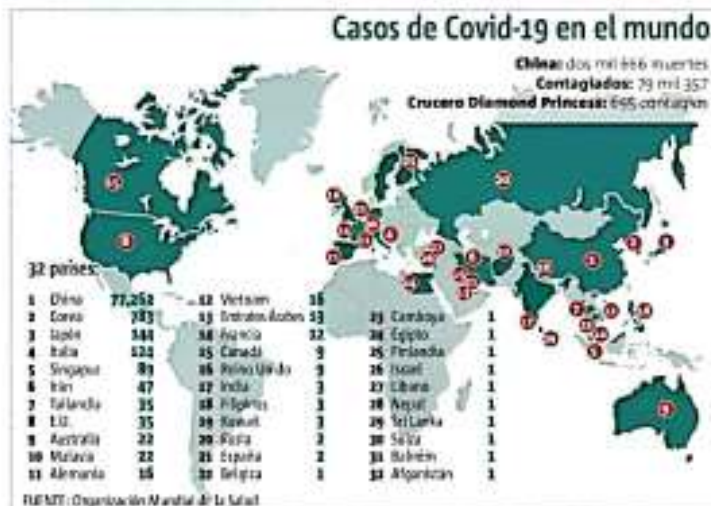 Casos de Covid-19 en el mundo
China: dos mil 666 muertes
Contagiados: 79 mil 357
Crucero Diamond Princess: 695 contagios
32 países:
1 China 77,262
2 Corea
3 Japón 144
4 Italia 124
5 Singapur 89
6 Irán 47
7 Tailandia 35
8 E.U. 35
9 Australia 22
10 Malasia 22
11 Alemania 16
12 Vietnam 16
13 Emiratos Árabes 13
14 Francia 12
15 Canadá 9
16 Reino Unido 9
17 India 3
18 Filipinas 3
19 Kuwait 3
20 Rusia 2
21 España 2
22 Bélgica 1
23 Camboya 1
24 Egipto 1
25 Finlandia 1
26 Israel 1
27 Líbano 1
28 Nepal 1
29 Sri Lanka 1
30 Suiza 1
31 Bahréin 1
32 Afganistán 1
FUENTE: Organización Mundial de la Salud